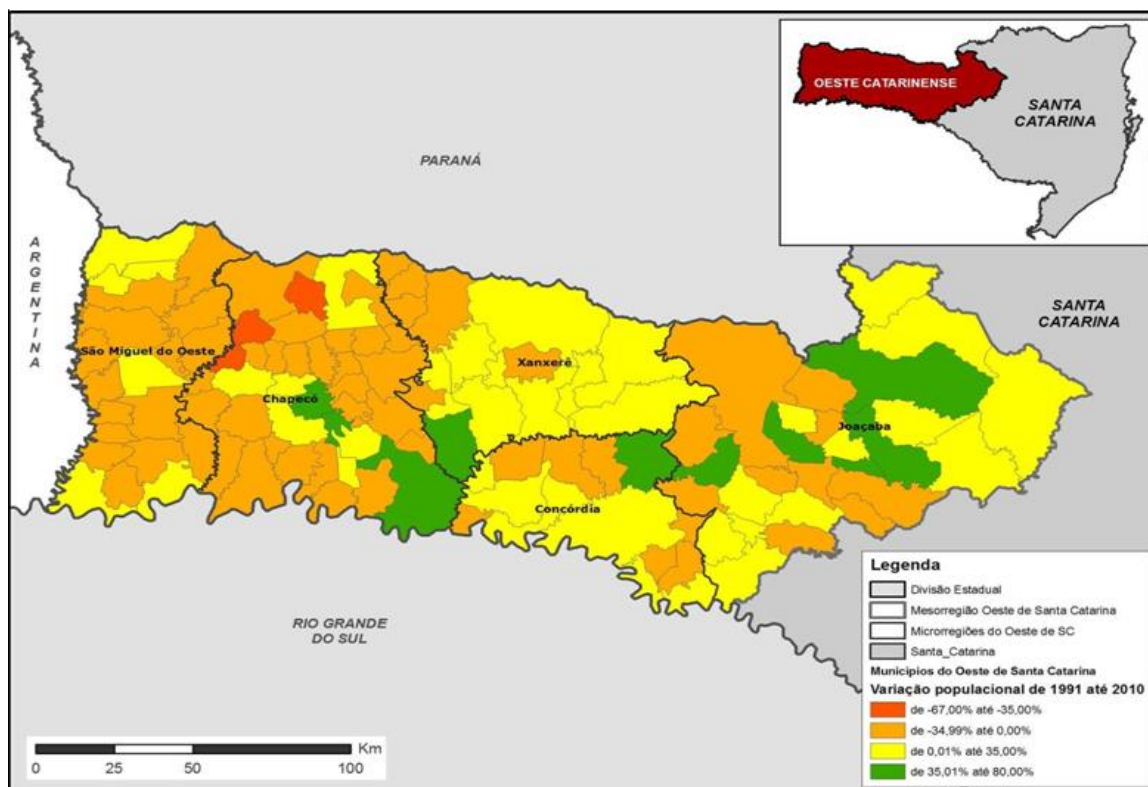 OESTE CATARINENSE
SANTA
CATARINA
PARANÁ
ARGENTINA
SANTA
CATARINA
São Miguel do Oeste
Xanxerê
Chapecó
Joaçaba
Concórdia
RIO GRANDE
DO SUL
Legenda
Divisão Estadual
Mesorregião Oeste de Santa Catarina
Microrregiões do Oeste de SC
Santa_Catarina
Municipios do Oeste de Santa Catarina
Variação populacional de 1991 até 2010
de -67,00% até -35,00%
de -34,99% até 0,00%
de 0,01% até 35,00%
de 35,01% até 80,00%
Km
0 25 50 100